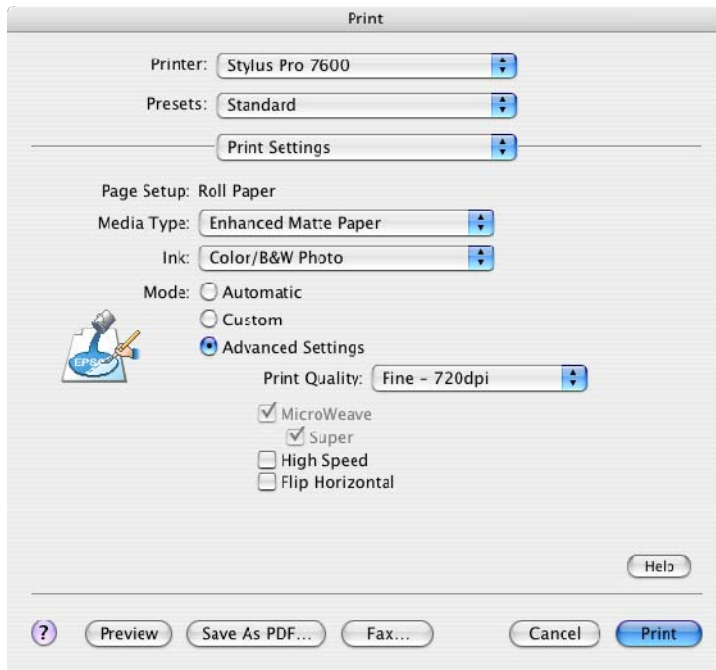 Print
Printer: Stylus Pro 7600
Presets: Standard
Print Settings
Page Setup: Roll Paper
Media Type: Enhanced Matte Paper
Ink: Color/B&W Photo
Mode: Automatic
Custom
Advanced Settings
EPSO
Print Quality: Fine - 720dpi
MicroWeave
Super
High Speed
Flip Horizontal
Help
? Preview Save As PDF... Fax... Cancel Print